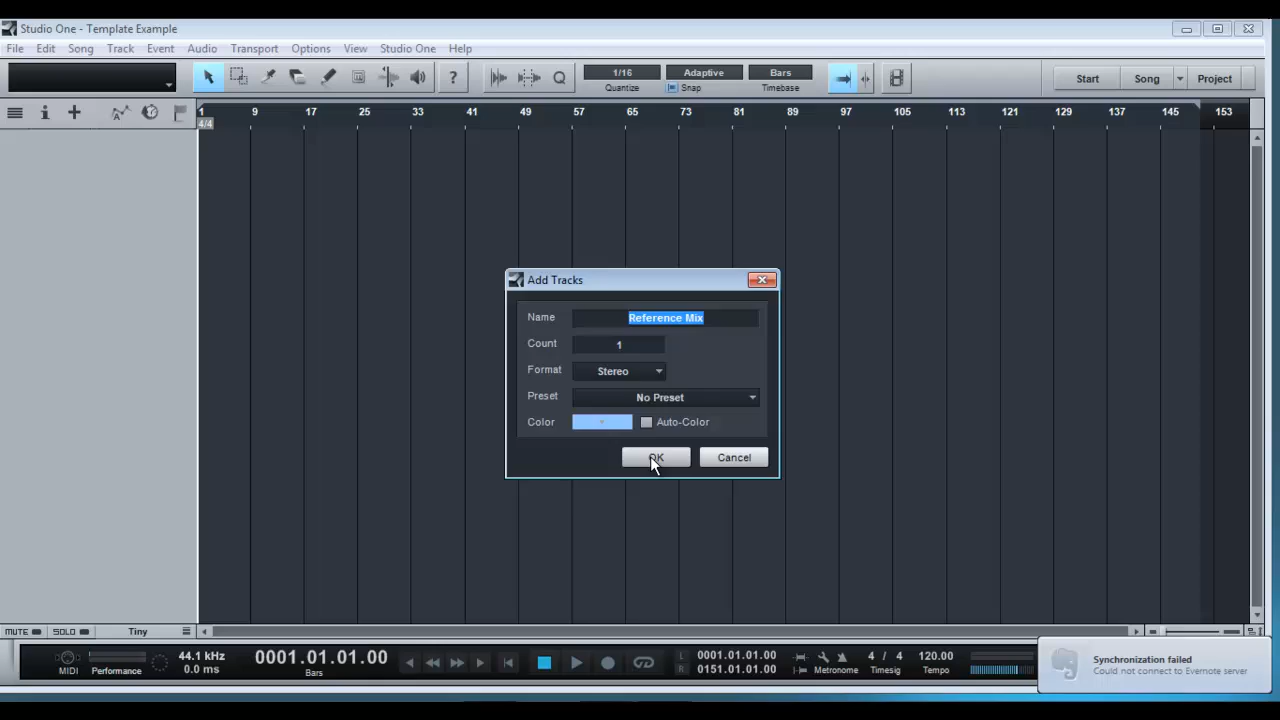 Studio One - Template Example
File Edit Song Track Event Audio Transport Options View Studio One Help
1/16 Adaptive Bars
Quantize Snap Timebase
? Q Start Song Project
1 9 17 25 33 41 49 57 65 73 81 89 97 105 113 121 129 137 145 153
4/4
Add Tracks
Name Reference Mix
Count 1
Format Stereo
Preset No Preset
Color Auto-Color
OK Cancel
MUTE SOLO Tiny
MIDI Performance
44.1 kHz
0.0 ms
0001.01.01.00
Bars
L 0001.01.01.00
R 0151.01.01.00
Metronome
4 / 4
Timesig
120.00
Tempo
Synchronization failed
Could not connect to Evernote server